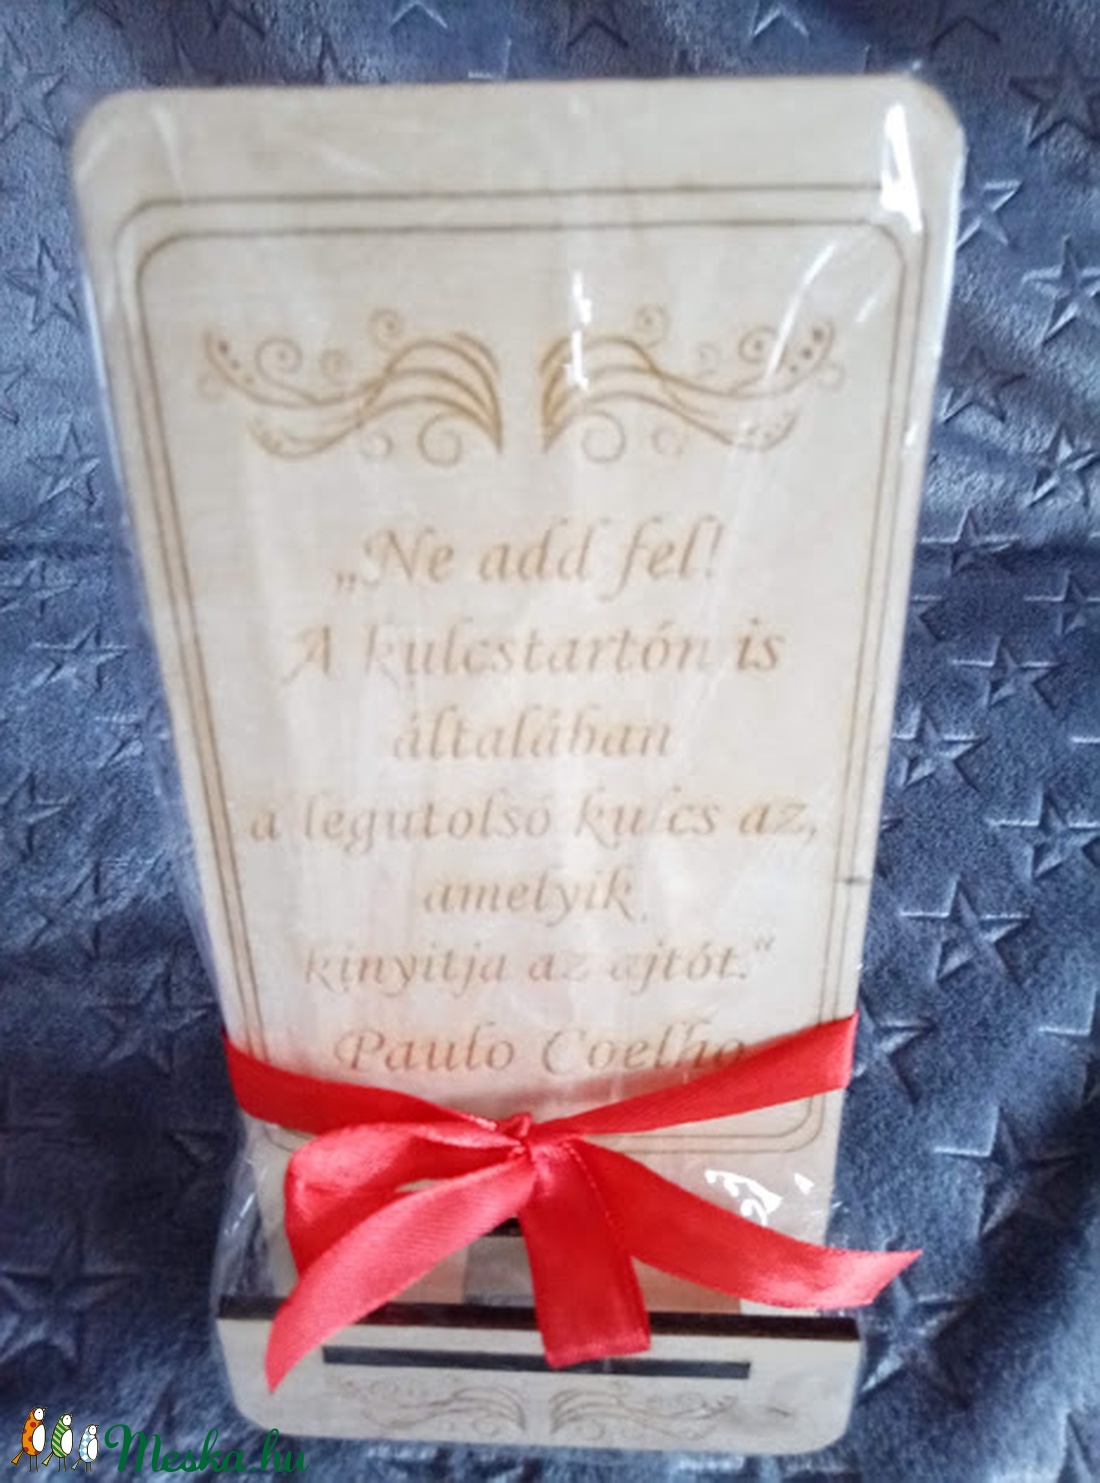 „Ne add fel!
A kulcstartón is
általában
a legutolsó kulcs az,
amelyik
kinyitja az ajtót.“
Paulo Coelho
Meska.hu